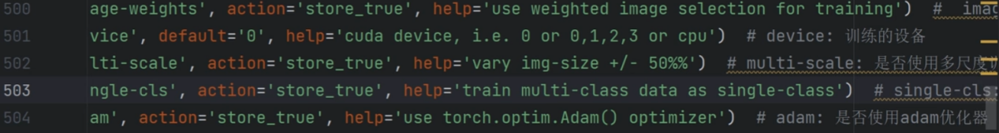 500 age-weights', action='store_true', help='use weighted image selection for training') # imag
501 vice', default='0', help='cuda device, i.e. 0 or 0,1,2,3 or cpu') # device: 训练的设备
502 lti-scale', action='store_true', help='vary img-size +/- 50%%') # multi-scale: 是否使用多尺度
503 ngle-cls', action='store_true', help='train multi-class data as single-class') # single-cls:
504 am', action='store_true', help='use torch.optim.Adam() optimizer') # adam: 是否使用adam优化器